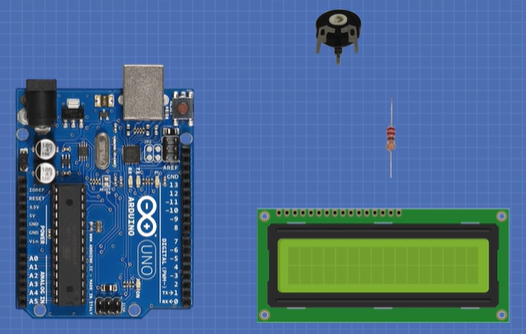 AREF
GND
13
12
~11
~10
~9
8
7
~6
~5
4
~3
2
TX→1
RX←0
DIGITAL (PWM~)
IOREF
RESET
3.3V
5V
GND
GND
Vin
POWER
A0
A1
A2
A3
A4
A5
ANALOG IN
ARDUINO
UNO
ON